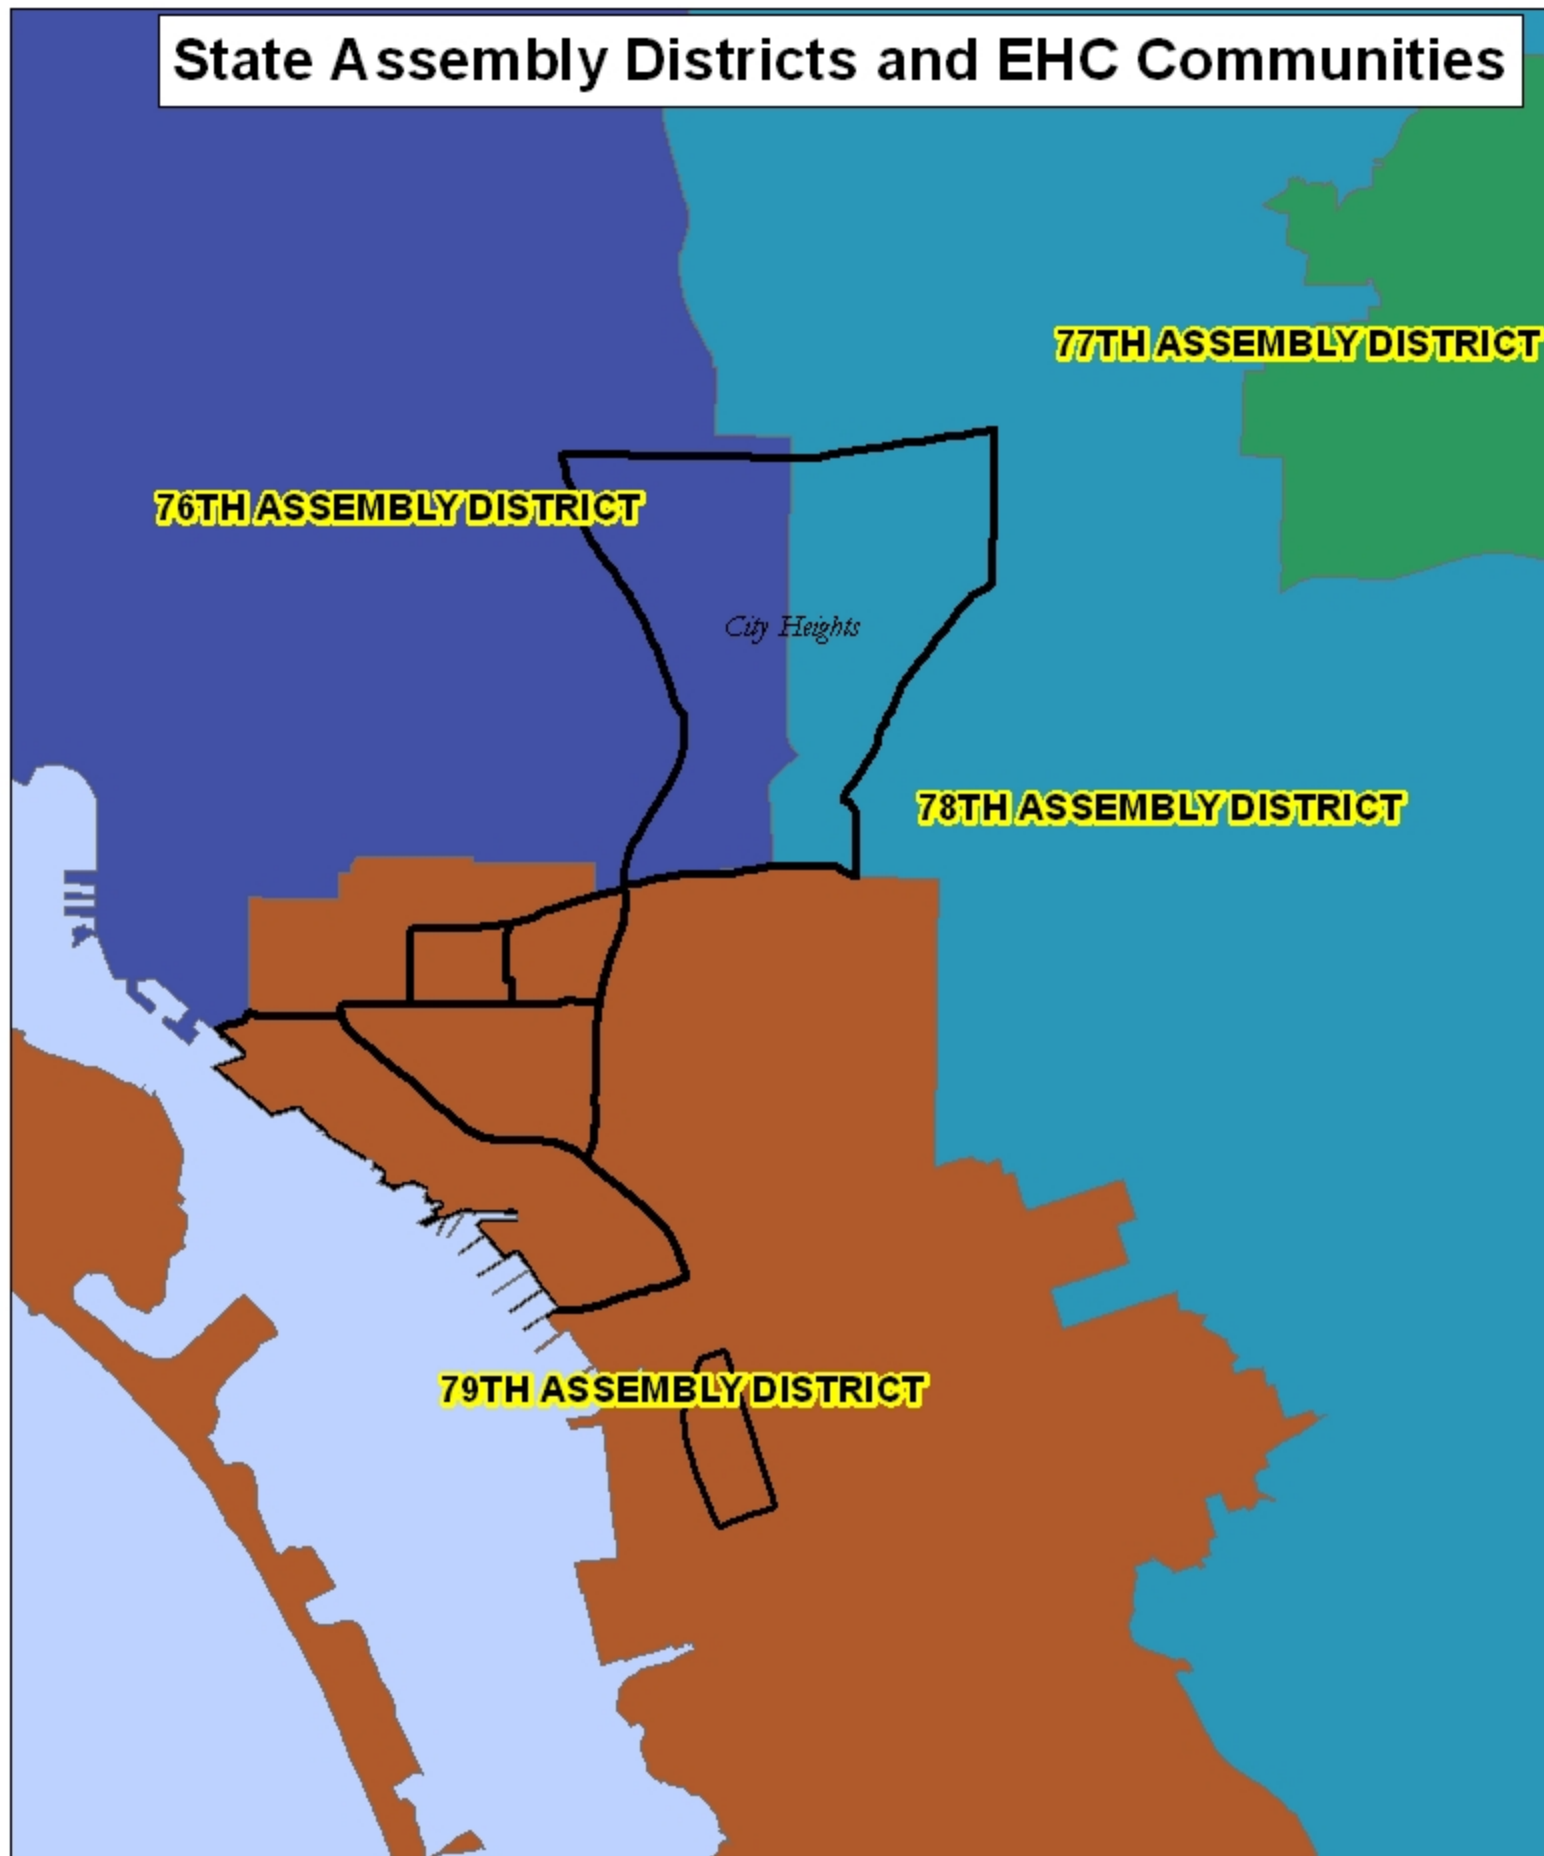 State Assembly Districts and EHC Communities
77TH ASSEMBLY DISTRICT
76TH ASSEMBLY DISTRICT
City Heights
78TH ASSEMBLY DISTRICT
79TH ASSEMBLY DISTRICT